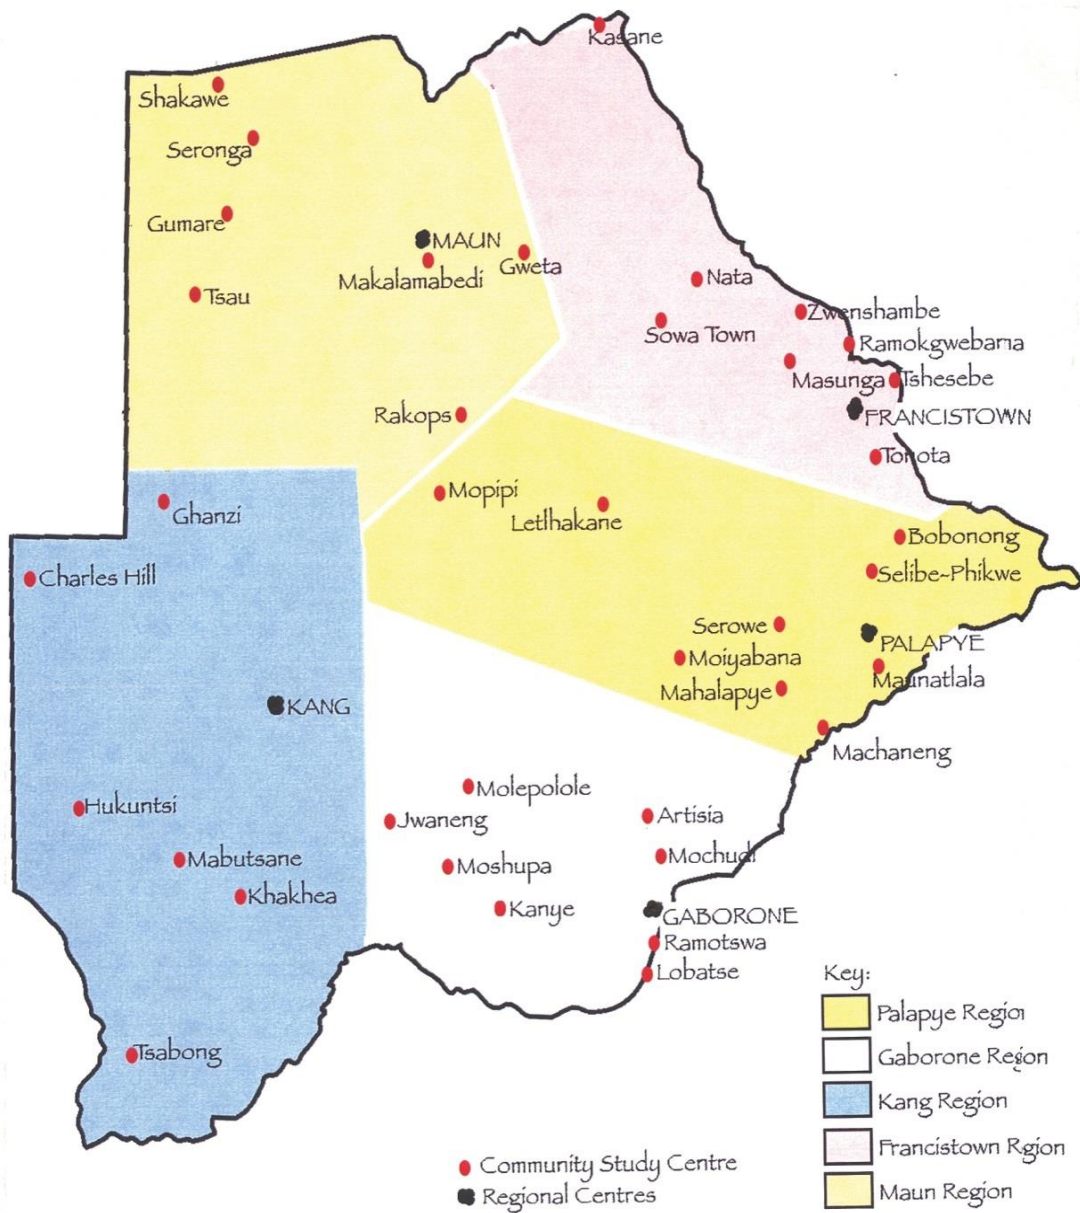 Kasane
Shakawe
Seronga
Gumare
MAUN
Gweta
Makalamabedi
Tsau
Nata
Zwenshambe
Sowa Town
Ramokgwebana
Masunga
Tshesebe
Rakops
FRANCISTOWN
Tonota
Mopipi
Letlhakane
Ghanzi
Bobonong
Charles Hill
Selibe-Phikwe
Serowe
PALAPYE
Moiyabana
Maunatlala
Mahalapye
KANG
Machaneng
Molepolole
Hukuntsi
Jwaneng
Artisia
Mabutsane
Moshupa
Mochudi
Khakhea
Kanye
GABORONE
Ramotswa
Lobatse
Tsabong
Key:
Palapye Region
Gaborone Region
Kang Region
Francistown Rgion
Maun Region
Community Study Centre
Regional Centres